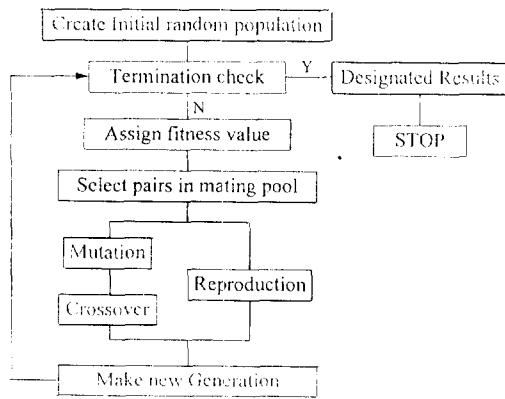 Create Initial random population
Termination check
Y
Designated Results
N
STOP
Assign fitness value
Select pairs in mating pool
Mutation
Reproduction
Crossover
Make new Generation